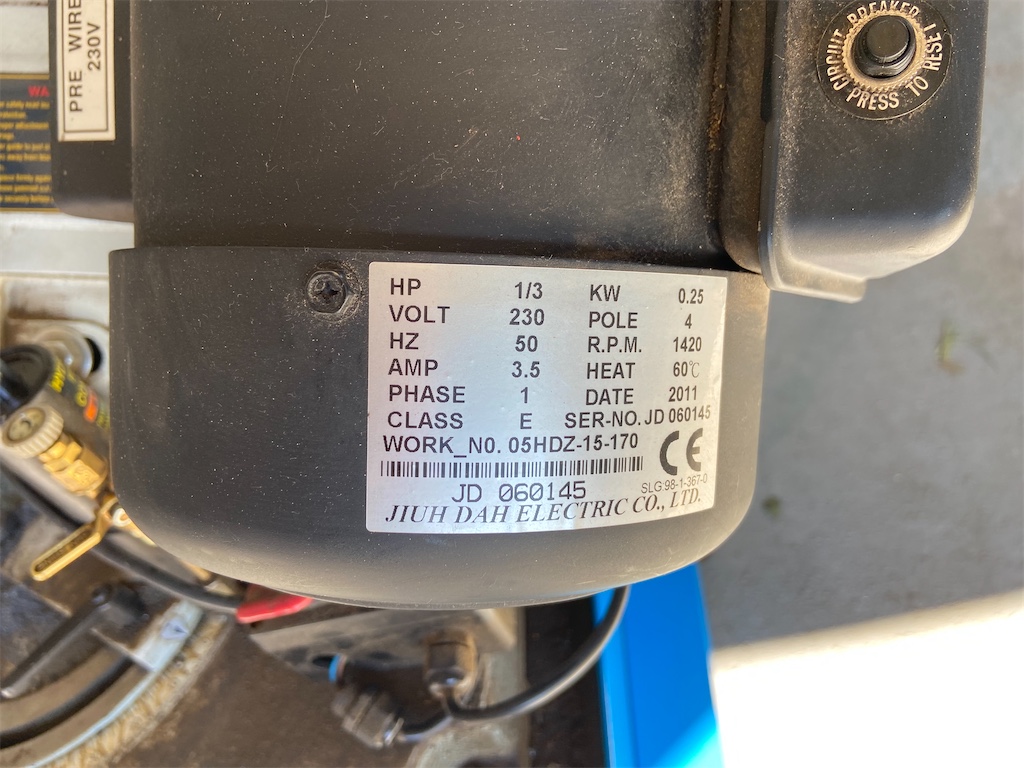 PRE WIRE
230V
WA
CIRCUIT BREAKER
PRESS TO RESET
HP 1/3 KW 0.25
VOLT 230 POLE 4
HZ 50 R.P.M. 1420
AMP 3.5 HEAT 60℃
PHASE 1 DATE 2011
CLASS E SER-NO. JD 060145
WORK_NO. 05HDZ-15-170
CE
JD 060145
SLG.98-1-367-0
JIUH DAH ELECTRIC CO., LTD.